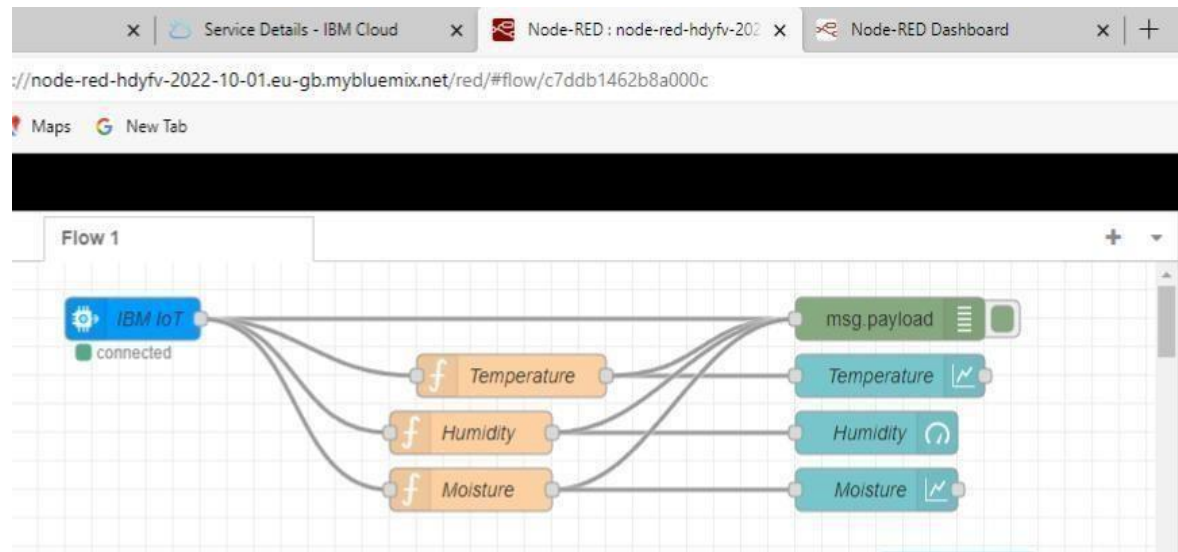 Service Details - IBM Cloud
Node-RED : node-red-hdyfv-202
Node-RED Dashboard
://node-red-hdyfv-2022-10-01.eu-gb.mybluemix.net/red/#flow/c7ddb1462b8a000c
Maps
New Tab
Flow 1
IBM IoT
msg.payload
connected
Temperature
Temperature
Humidity
Humidity
Moisture
Moisture